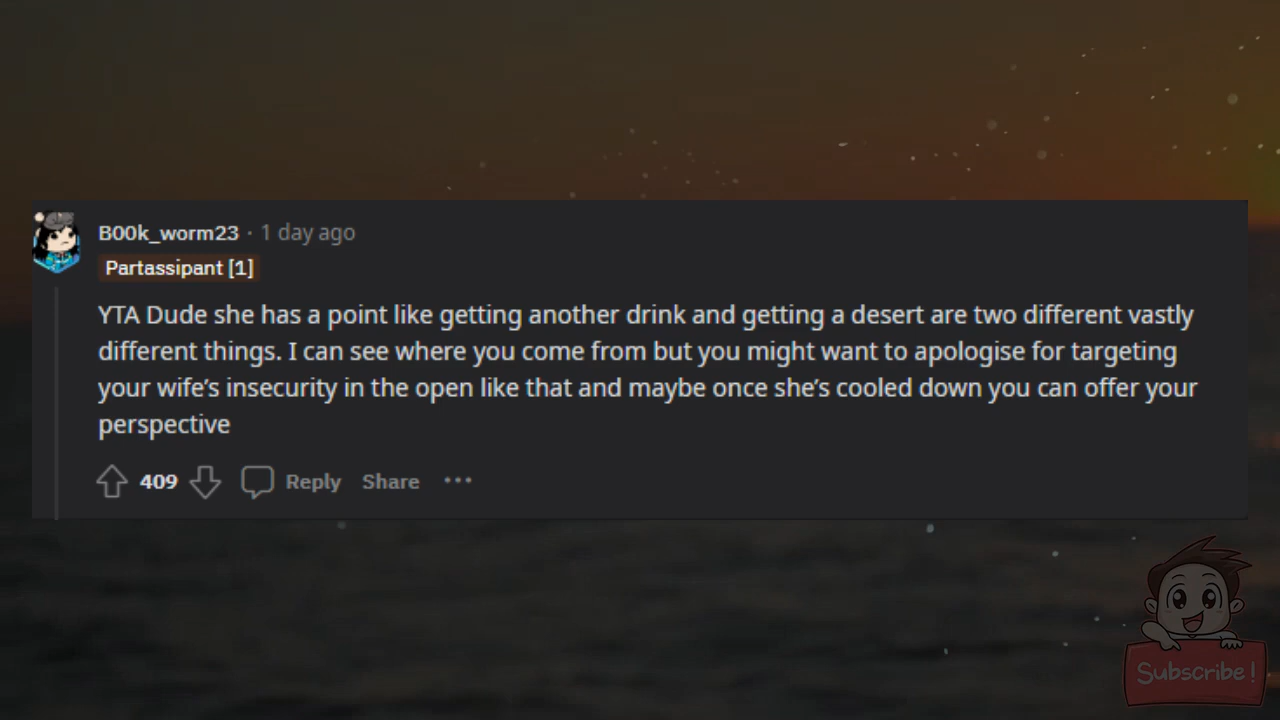 B00k_worm23 · 1 day ago
Partassipant [1]
YTA Dude she has a point like getting another drink and getting a desert are two different vastly
different things. I can see where you come from but you might want to apologise for targeting
your wife’s insecurity in the open like that and maybe once she’s cooled down you can offer your
perspective
409 Reply Share ···
Subscribe!